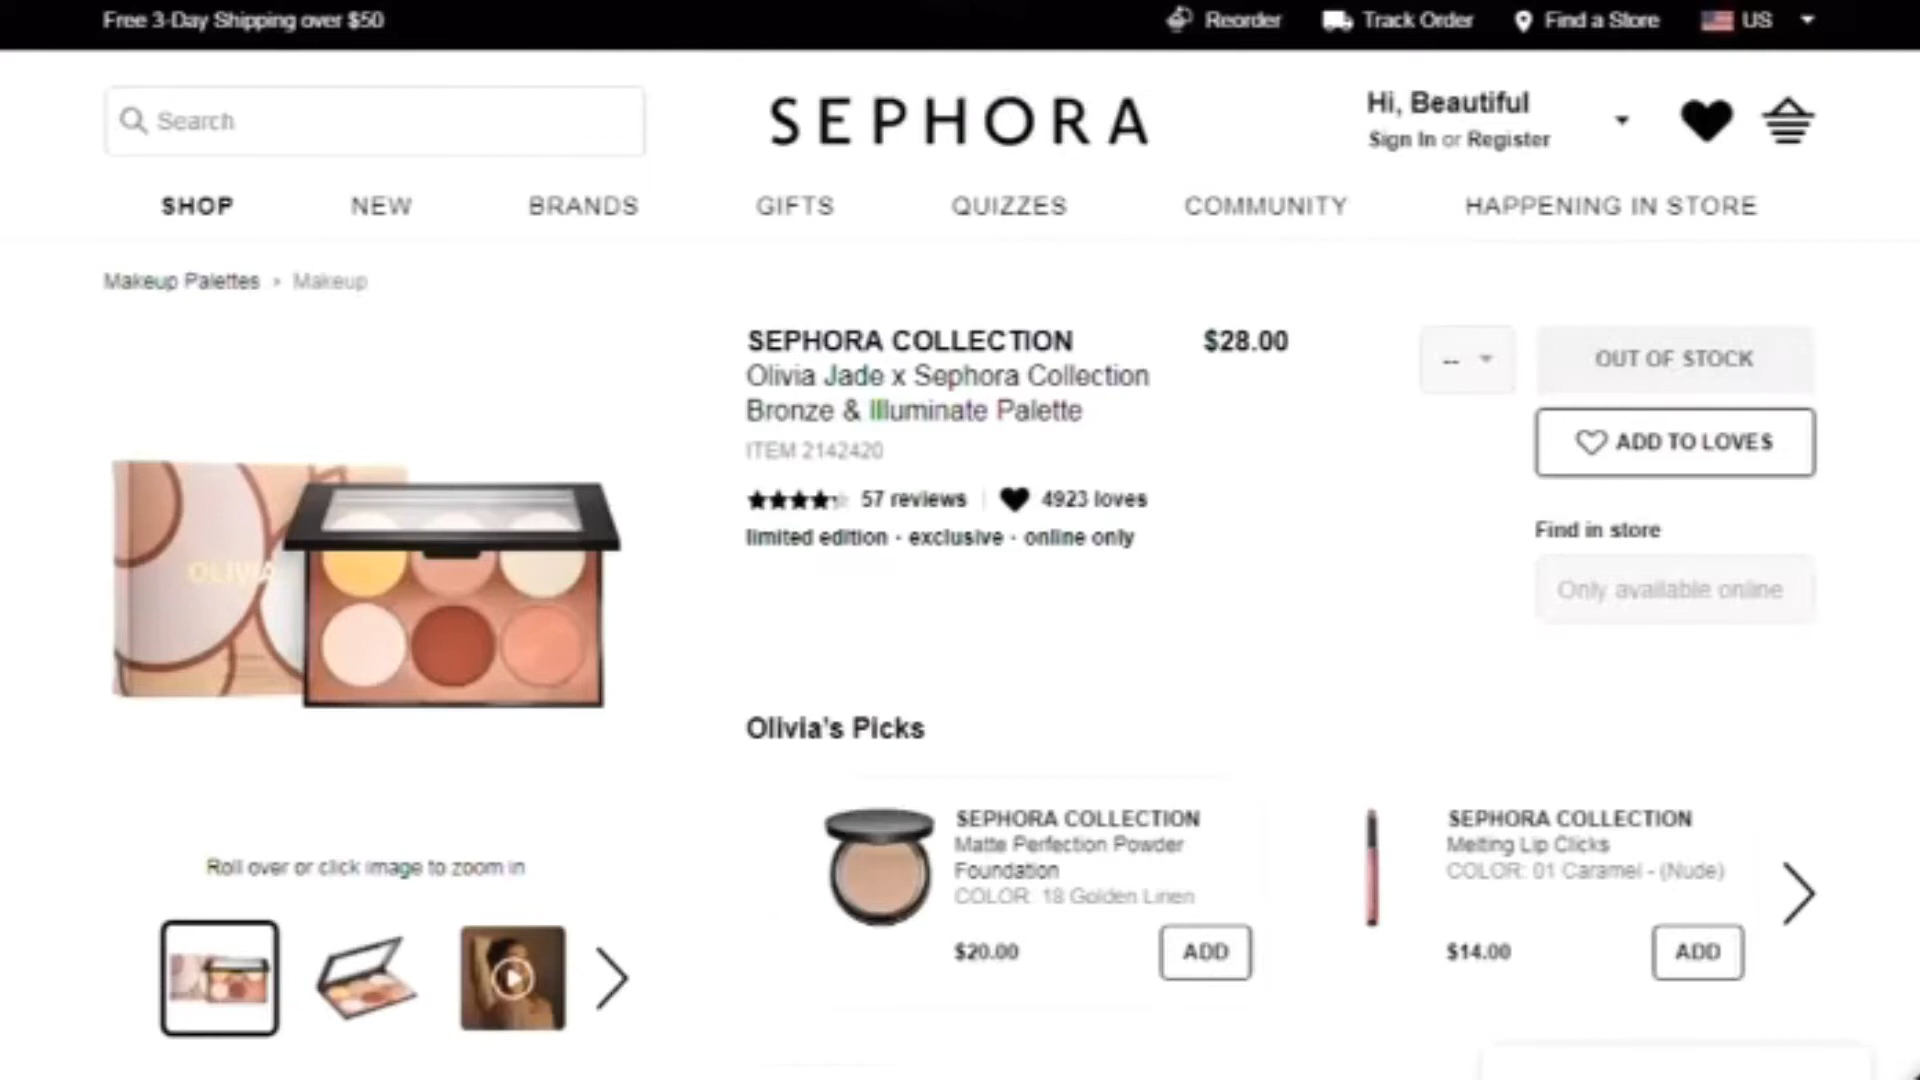 Free 3-Day Shipping over $50
Reorder
Track Order
Find a Store
US
Search
SEPHORA
Hi, Beautiful
Sign In or Register
SHOP
NEW
BRANDS
GIFTS
QUIZZES
COMMUNITY
HAPPENING IN STORE
Makeup Palettes > Makeup
SEPHORA COLLECTION
Olivia Jade x Sephora Collection
Bronze & Illuminate Palette
ITEM 2142420
57 reviews
4923 loves
limited edition · exclusive · online only
$28.00
--
OUT OF STOCK
ADD TO LOVES
Find in store
Only available online
OLIVIA
Roll over or click image to zoom in
Olivia's Picks
SEPHORA COLLECTION
Matte Perfection Powder
Foundation
COLOR: 18 Golden Linen
$20.00
ADD
SEPHORA COLLECTION
Melting Lip Clicks
COLOR: 01 Caramel - (Nude)
$14.00
ADD